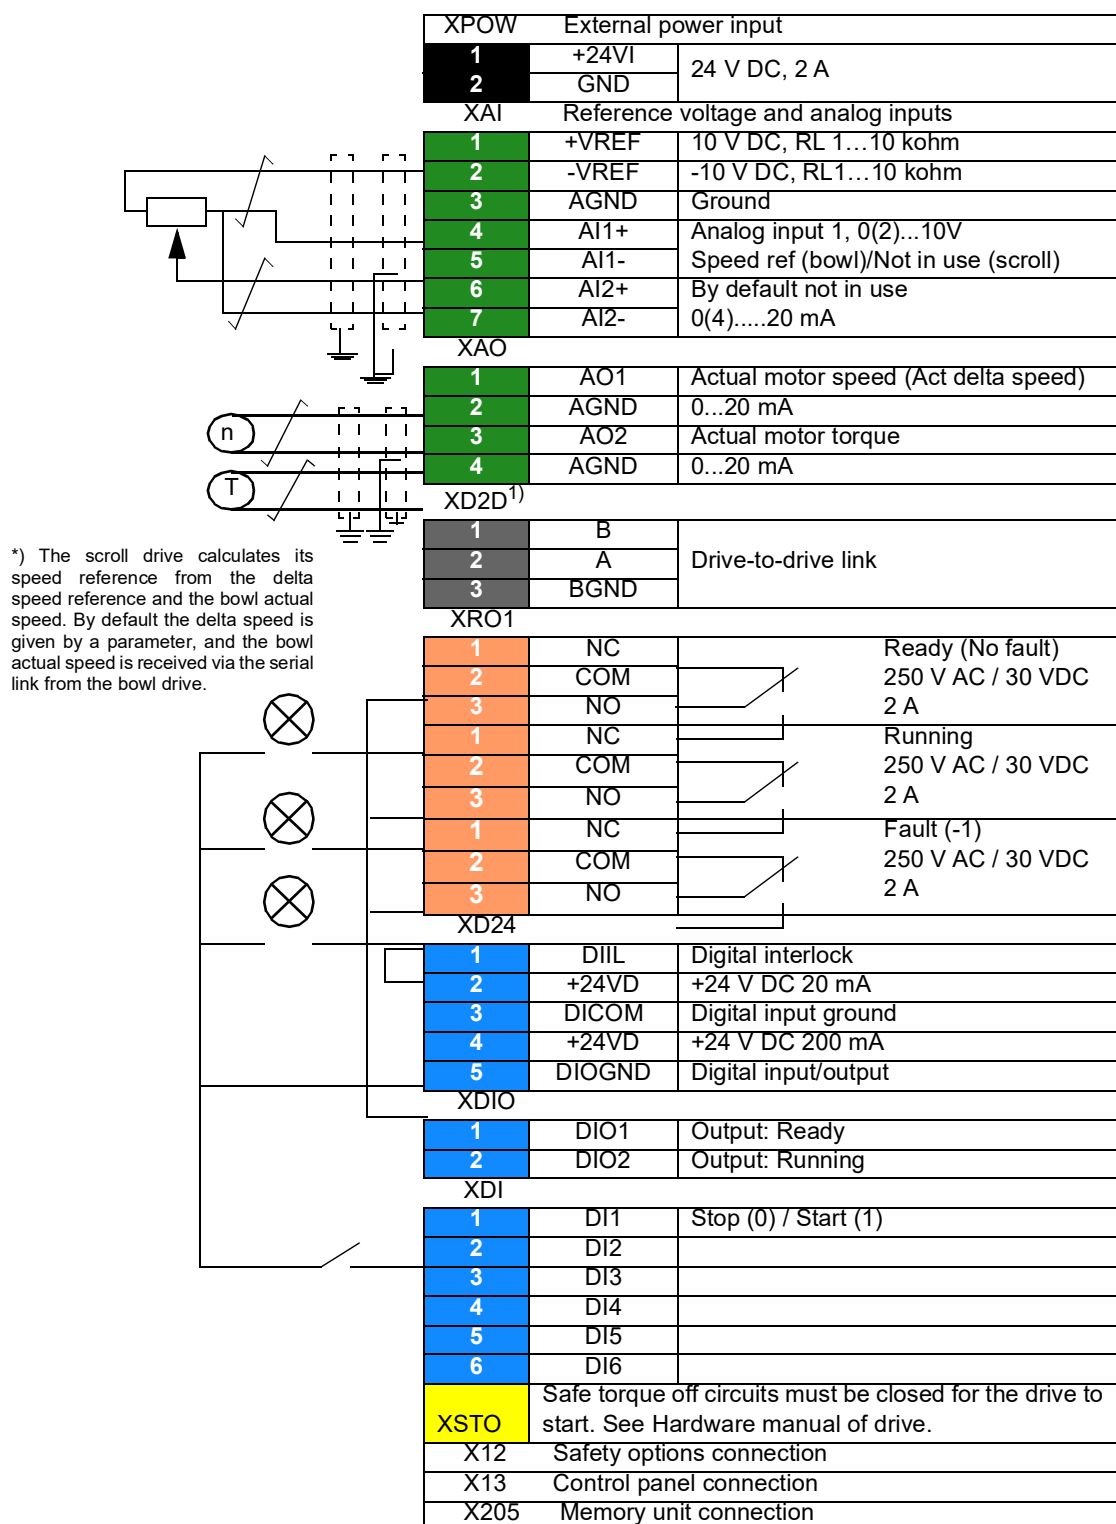 XPOW External power input
1 +24VI 24 V DC, 2 A
2 GND
XAI Reference voltage and analog inputs
1 +VREF 10 V DC, RL 1…10 kohm
2 -VREF -10 V DC, RL1…10 kohm
3 AGND Ground
4 AI1+ Analog input 1, 0(2)...10V
5 AI1- Speed ref (bowl)/Not in use (scroll)
6 AI2+ By default not in use
7 AI2- 0(4).....20 mA
XAO
1 AO1 Actual motor speed (Act delta speed)
2 AGND 0...20 mA
n
3 AO2 Actual motor torque
4 AGND 0...20 mA
T
XD2D1)
1 B
2 A Drive-to-drive link
3 BGND
*) The scroll drive calculates its
speed reference from the delta
speed reference and the bowl actual
speed. By default the delta speed is
given by a parameter, and the bowl
actual speed is received via the serial
link from the bowl drive.
XRO1
1 NC Ready (No fault)
2 COM 250 V AC / 30 VDC
3 NO 2 A
1 NC Running
2 COM 250 V AC / 30 VDC
3 NO 2 A
1 NC Fault (-1)
2 COM 250 V AC / 30 VDC
3 NO 2 A
XD24
1 DIIL Digital interlock
2 +24VD +24 V DC 20 mA
3 DICOM Digital input ground
4 +24VD +24 V DC 200 mA
5 DIOGND Digital input/output
XDIO
1 DIO1 Output: Ready
2 DIO2 Output: Running
XDI
1 DI1 Stop (0) / Start (1)
2 DI2
3 DI3
4 DI4
5 DI5
6 DI6
XSTO Safe torque off circuits must be closed for the drive to
start. See Hardware manual of drive.
X12 Safety options connection
X13 Control panel connection
X205 Memory unit connection